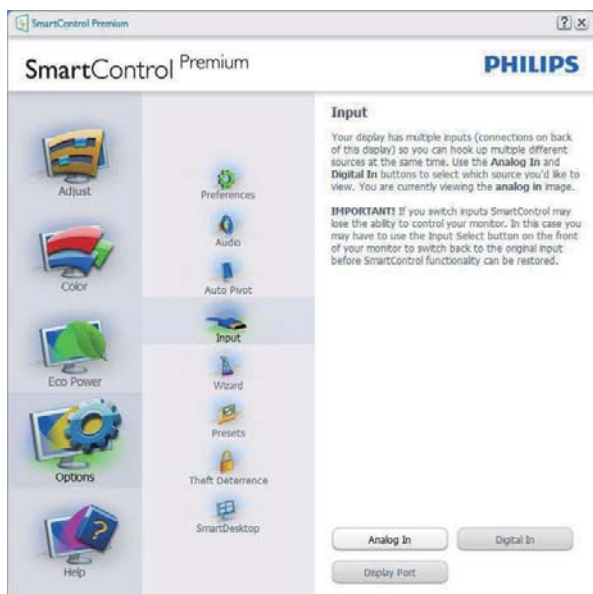 SmartControl Premium
SmartControl Premium
PHILIPS
Adjust
Color
Eco Power
Options
Help
Preferences
Audio
Auto Pivot
Input
Wizard
Presets
Theft Deterrence
SmartDesktop
Input
Your display has multiple inputs (connections on back
of this display) so you can hook up multiple different
sources at the same time. Use the Analog In and
Digital In buttons to select which source you'd like to
view. You are currently viewing the analog in image.
IMPORTANT! If you switch inputs SmartControl may
lose the ability to control your monitor. In this case you
may have to use the Input Select button on the front
of your monitor to switch back to the original input
before SmartControl functionality can be restored.
Analog In
Digital In
Display Port